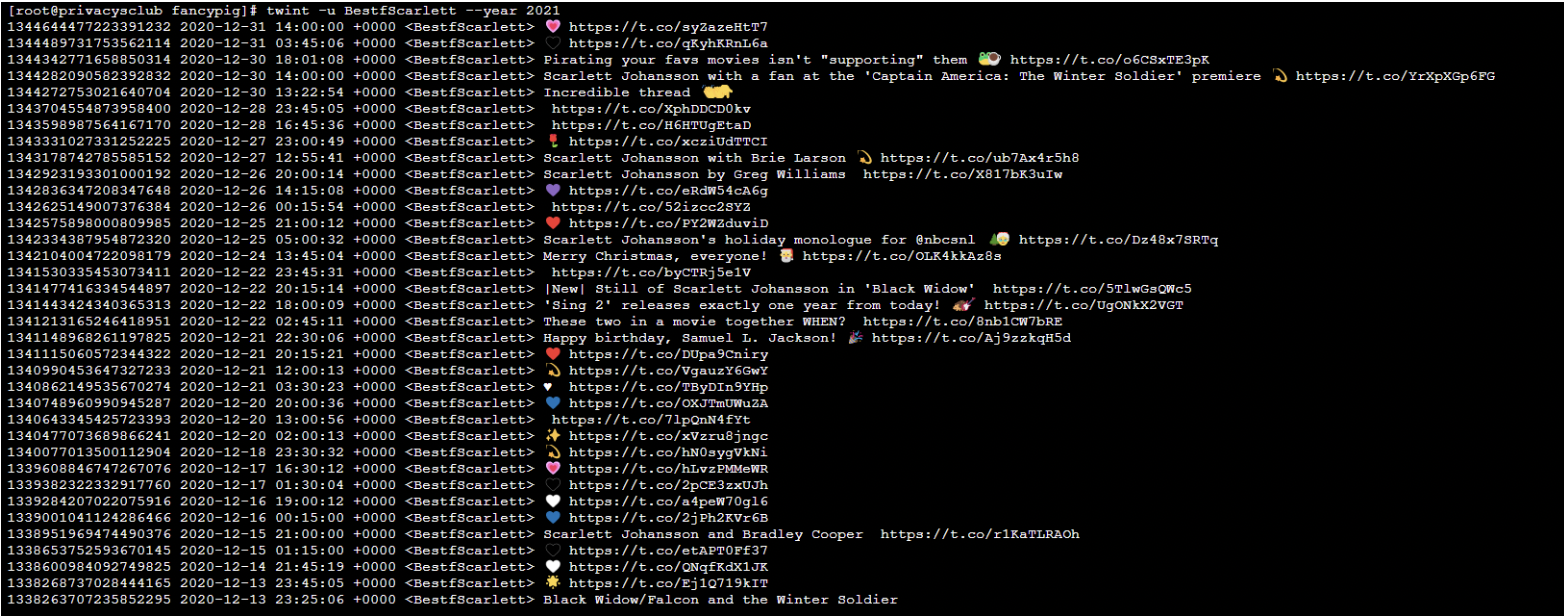 [root@privacysclub fancypig]# twint -u BestfScarlett --year 2021
1344644477223391232 2020-12-31 14:00:00 +0000 <BestfScarlett> 💗 https://t.co/syZazeHtT7
1344489731753562114 2020-12-31 03:45:06 +0000 <BestfScarlett> 🖤 https://t.co/qKyhKRnL6a
1344342771658850314 2020-12-30 18:01:08 +0000 <BestfScarlett> Pirating your favs movies isn't "supporting" them 🐸☕ https://t.co/o6CSxTE3pK
1344282090582392832 2020-12-30 14:00:00 +0000 <BestfScarlett> Scarlett Johansson with a fan at the 'Captain America: The Winter Soldier' premiere 💫 https://t.co/YrXpXGp6FG
1344272753021640704 2020-12-30 13:22:54 +0000 <BestfScarlett> Incredible thread
1343704554873958400 2020-12-28 23:45:05 +0000 <BestfScarlett> https://t.co/XphDDCD0kv
1343598987564167170 2020-12-28 16:45:36 +0000 <BestfScarlett> https://t.co/H6HTUgEtaD
1343331027331252225 2020-12-27 23:00:49 +0000 <BestfScarlett> 🌹 https://t.co/xcziUdTTCI
1343178742785585152 2020-12-27 12:55:41 +0000 <BestfScarlett> Scarlett Johansson with Brie Larson 💫 https://t.co/ub7Ax4r5h8
1342923193301000192 2020-12-26 20:00:14 +0000 <BestfScarlett> Scarlett Johansson by Greg Williams https://t.co/X817bK3uIw
1342836347208347648 2020-12-26 14:15:08 +0000 <BestfScarlett> 💜 https://t.co/eRdW54cA6g
1342625149007376384 2020-12-26 00:15:54 +0000 <BestfScarlett> https://t.co/52izcc2SYZ
1342575898000809985 2020-12-25 21:00:12 +0000 <BestfScarlett> ❤️ https://t.co/PY2WZduviD
1342334387954872320 2020-12-25 05:00:32 +0000 <BestfScarlett> Scarlett Johansson's holiday monologue for @nbcsnl 🎄🤶 https://t.co/Dz48x7SRTq
1342104004722098179 2020-12-24 13:45:04 +0000 <BestfScarlett> Merry Christmas, everyone! 🎅 https://t.co/OLK4kkAz8s
1341530335453073411 2020-12-22 23:45:31 +0000 <BestfScarlett> https://t.co/byCTRj5e1V
1341477416334544897 2020-12-22 20:15:14 +0000 <BestfScarlett> |New| Still of Scarlett Johansson in 'Black Widow' https://t.co/5TlwGsQWc5
1341443424340365313 2020-12-22 18:00:09 +0000 <BestfScarlett> 'Sing 2' releases exactly one year from today! 🦔🎸 https://t.co/UgONkX2VGT
1341213165246418951 2020-12-22 02:45:11 +0000 <BestfScarlett> These two in a movie together WHEN? https://t.co/8nb1CW7bRE
1341148968261197825 2020-12-21 22:30:06 +0000 <BestfScarlett> Happy birthday, Samuel L. Jackson! 🎉 https://t.co/Aj9zzkqH5d
1341115060572344322 2020-12-21 20:15:21 +0000 <BestfScarlett> ❤️ https://t.co/DUpa9Cniry
1340990453647327233 2020-12-21 12:00:13 +0000 <BestfScarlett> 💫 https://t.co/VgauzY6GwY
1340862149535670274 2020-12-21 03:30:23 +0000 <BestfScarlett> ♥ https://t.co/TByDIn9YHp
1340748960990945287 2020-12-20 20:00:36 +0000 <BestfScarlett> 💙 https://t.co/OXJTmUWuZA
1340643345425723393 2020-12-20 13:00:56 +0000 <BestfScarlett> https://t.co/7lpQnN4fYt
1340477073689866241 2020-12-20 02:00:13 +0000 <BestfScarlett> ✨ https://t.co/xVzru8jngc
1340077013500112904 2020-12-18 23:30:32 +0000 <BestfScarlett> 💫 https://t.co/hN0sygVkNi
1339608846747267076 2020-12-17 16:30:12 +0000 <BestfScarlett> 💗 https://t.co/hLvzPMMeWR
1339382322332917760 2020-12-17 01:30:04 +0000 <BestfScarlett> 🖤 https://t.co/2pCE3zxUJh
1339284207022075916 2020-12-16 19:00:12 +0000 <BestfScarlett> 🤍 https://t.co/a4peW70gl6
1339001041124286466 2020-12-16 00:15:00 +0000 <BestfScarlett> 💙 https://t.co/2jPh2KVr6B
1338951969474490376 2020-12-15 21:00:00 +0000 <BestfScarlett> Scarlett Johansson and Bradley Cooper https://t.co/r1KaTLRAOh
1338653752593670145 2020-12-15 01:15:00 +0000 <BestfScarlett> 🖤 https://t.co/etAPT0Ff37
1338600984092749825 2020-12-14 21:45:19 +0000 <BestfScarlett> 🤍 https://t.co/QNqfKdX1JK
1338268737028444165 2020-12-13 23:45:05 +0000 <BestfScarlett> 🌟 https://t.co/Ej1Q719kIT
1338263707235852295 2020-12-13 23:25:06 +0000 <BestfScarlett> Black Widow/Falcon and the Winter Soldier